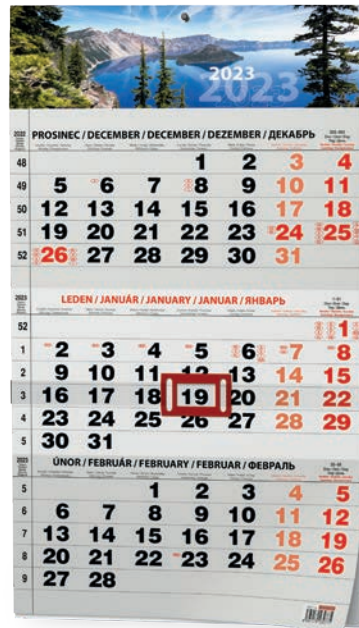 2023
2023
2022 PROSINEC / DECEMBER / DECEMBER / DEZEMBER / ДЕКАБРЬ
48 1 2 3 4
49 5 6 7 8 9 10 11
50 12 13 14 15 16 17 18
51 19 20 21 22 23 24 25
52 26 27 28 29 30 31
2023 LEDEN / JANUÁR / JANUARY / JANUAR / ЯНВАРЬ
52 1
1 2 3 4 5 6 7 8
2 9 10 11 12 13 14 15
3 16 17 18 19 20 21 22
4 23 24 25 26 27 28 29
5 30 31
2023 ÚNOR / FEBRUÁR / FEBRUARY / FEBRUAR / ФЕВРАЛЬ
5 1 2 3 4 5
6 6 7 8 9 10 11 12
7 13 14 15 16 17 18 19
8 20 21 22 23 24 25 26
9 27 28